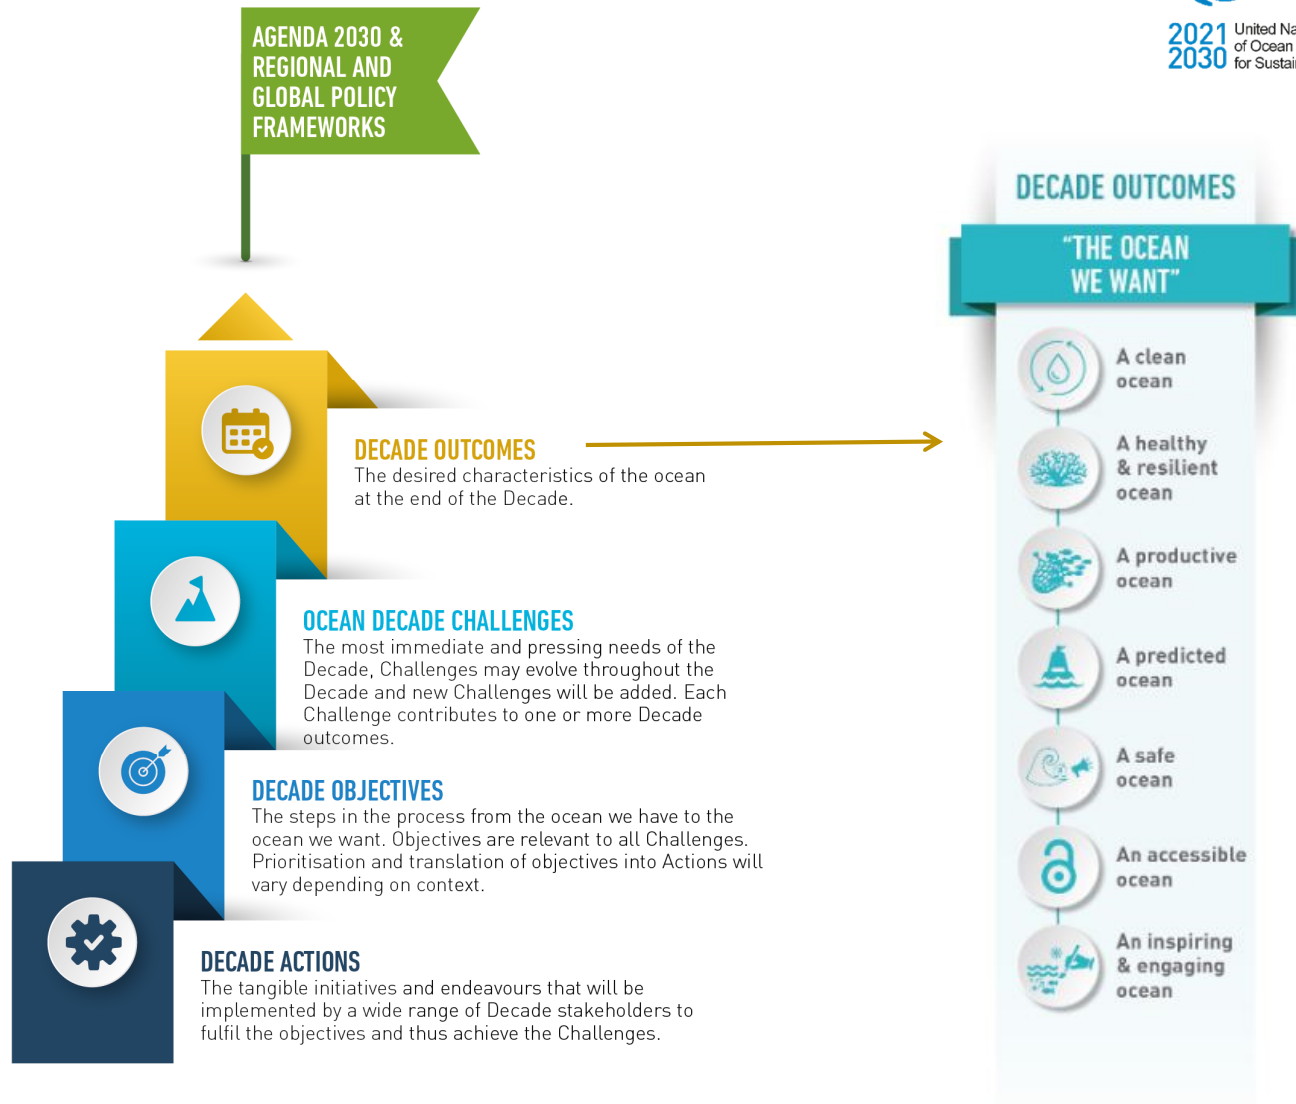 AGENDA 2030 &
REGIONAL AND
GLOBAL POLICY
FRAMEWORKS
2021
2030
United
of Ocean
for
DECADE OUTCOMES
The desired characteristics of the ocean
at the end of the Decade.
OCEAN DECADE CHALLENGES
The most immediate and pressing needs of the
Decade, Challenges may evolve throughout the
Decade and new Challenges will be added. Each
Challenge contributes to one or more Decade
outcomes.
DECADE OBJECTIVES
The steps in the process from the ocean we have to the
ocean we want. Objectives are relevant to all Challenges.
Prioritisation and translation of objectives into Actions will
vary depending on context.
DECADE ACTIONS
The tangible initiatives and endeavours that will be
implemented by a wide range of Decade stakeholders to
fulfil the objectives and thus achieve the Challenges.
DECADE OUTCOMES
“THE OCEAN
WE WANT”
A clean
ocean
A healthy
& resilient
ocean
A productive
ocean
A predicted
ocean
A safe
ocean
An accessible
ocean
An inspiring
& engaging
ocean